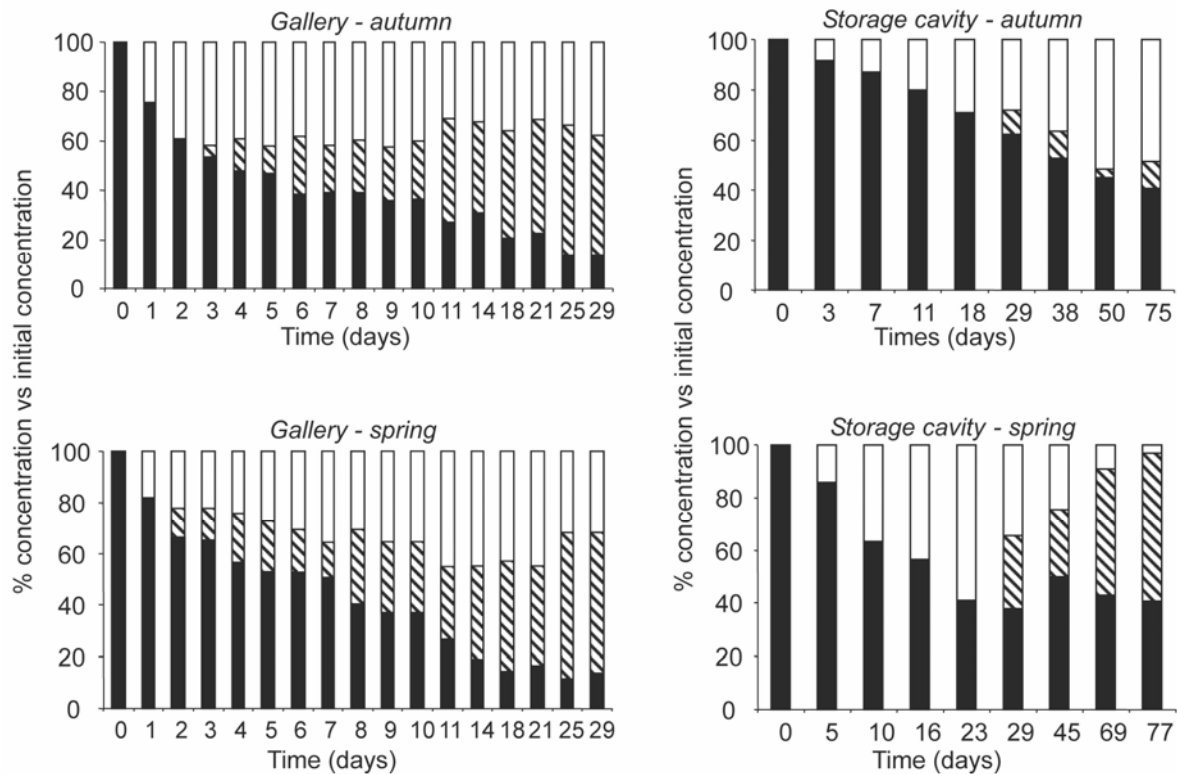 Gallery - autumn
% concentration vs initial concentration
100
80
60
40
20
0
0 1 2 3 4 5 6 7 8 9 10 11 14 18 21 25 29
Time (days)
Storage cavity - autumn
% concentration vs initial concentration
100
80
60
40
20
0
0 3 7 11 18 29 38 50 75
Times (days)
Gallery - spring
100
80
60
40
20
0
0 1 2 3 4 5 6 7 8 9 10 11 14 18 21 25 29
Time (days)
Storage cavity - spring
100
80
60
40
20
0
0 5 10 16 23 29 45 69 77
Time (days)